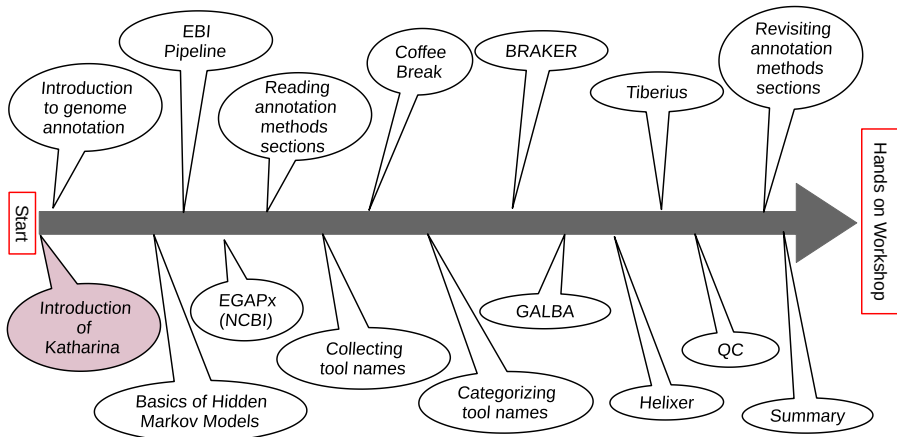 Start
Introduction
of
Katharina
Introduction
to genome
annotation
Basics of Hidden
Markov Models
EBI
Pipeline
EGAPx
(NCBI)
Reading
annotation
methods
sections
Collecting
tool names
Coffee
Break
Categorizing
tool names
BRAKER
GALBA
Helixer
Tiberius
QC
Revisiting
annotation
methods
sections
Summary
Hands on Workshop